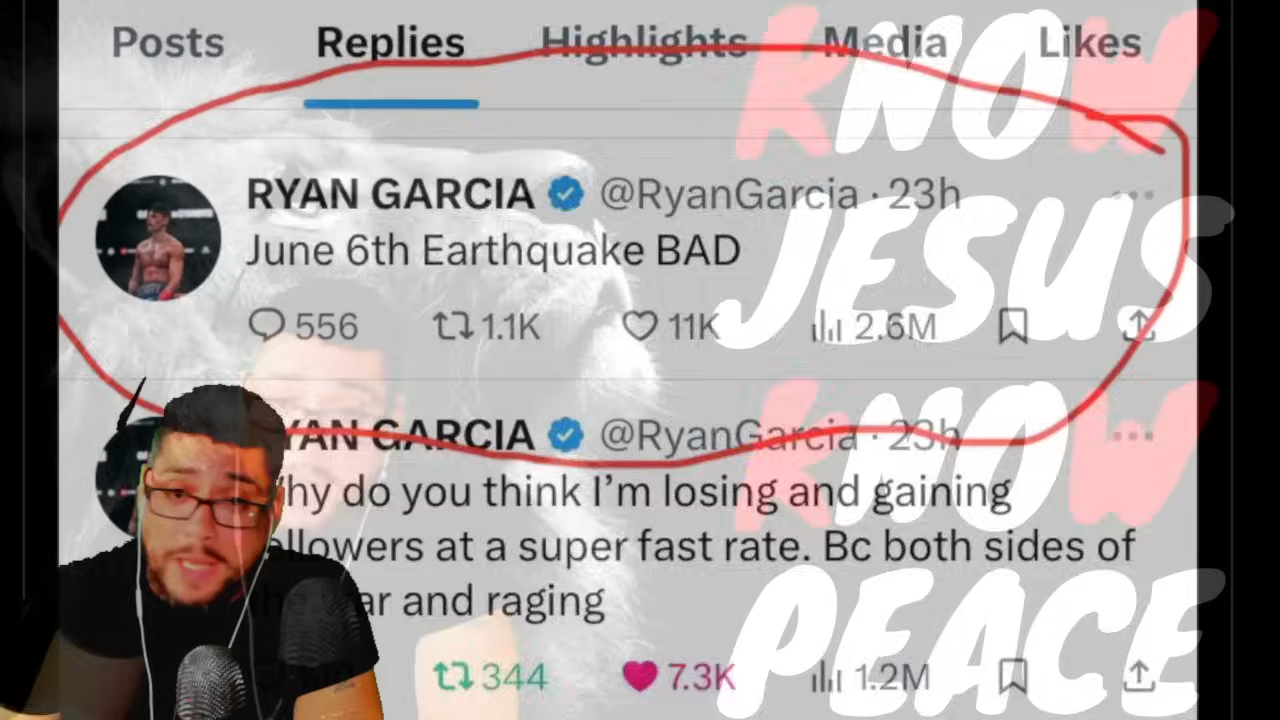 Posts Replies Highlights Media Likes
RYAN GARCIA @RyanGarcia · 23h
June 6th Earthquake BAD
556 1.1K 11K 2.6M
RYAN GARCIA @RyanGarcia · 23h
Why do you think I’m losing and gaining
followers at a super fast rate. Bc both sides of
the war and raging
344 7.3K 1.2M
KNOW
JESUS
KNOW
PEACE